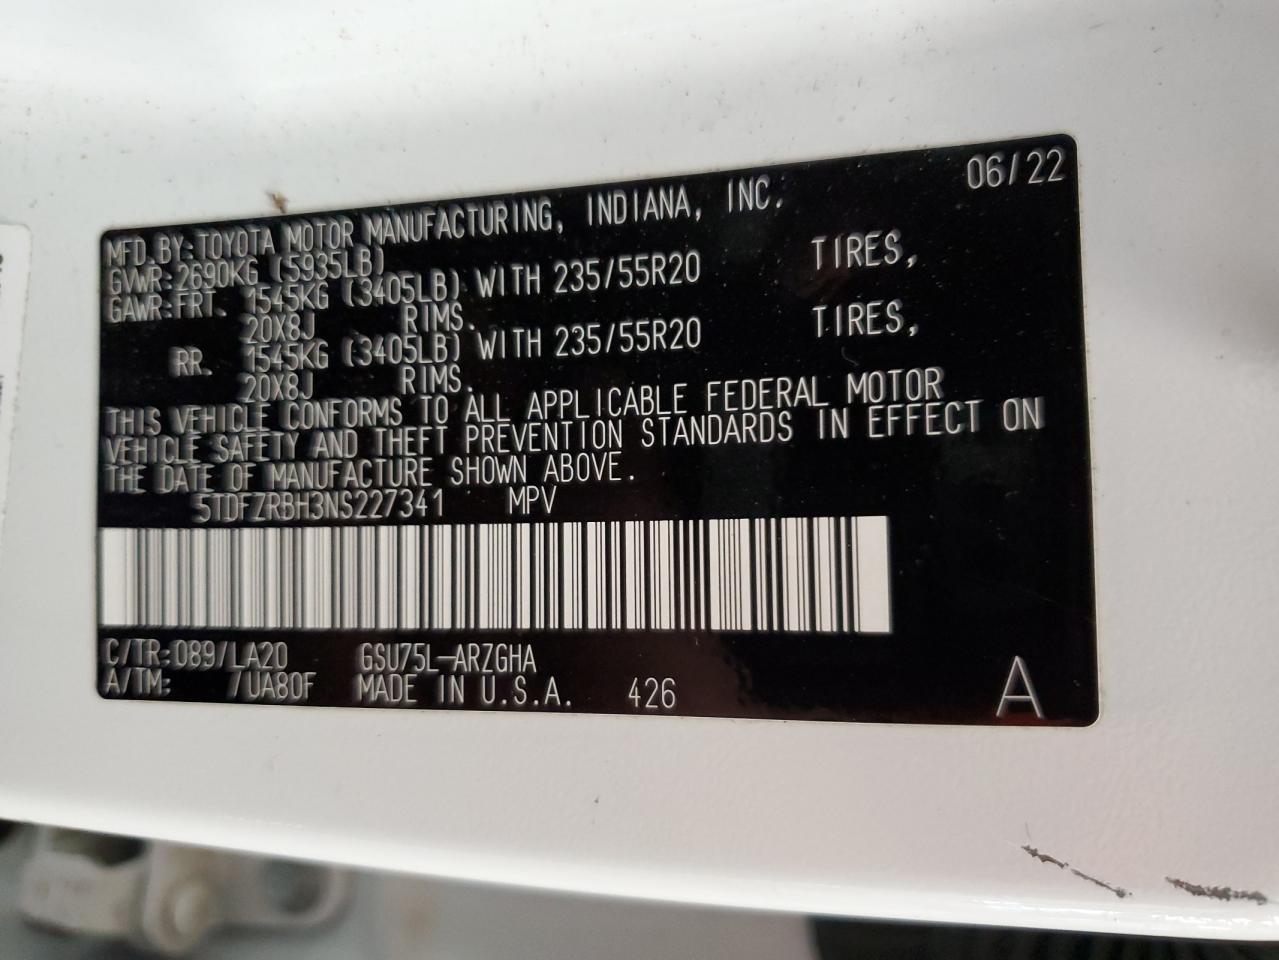 06/22
MFD.BY:TOYOTA MOTOR MANUFACTURING, INDIANA, INC.
GVWR:2690KG (5935LB)
GAWR:FRT. 1545KG (3405LB) WITH 235/55R20 TIRES,
20X8J RIMS.
RR. 1545KG (3405LB) WITH 235/55R20 TIRES,
20X8J RIMS.
THIS VEHICLE CONFORMS TO ALL APPLICABLE FEDERAL MOTOR
VEHICLE SAFETY AND THEFT PREVENTION STANDARDS IN EFFECT ON
THE DATE OF MANUFACTURE SHOWN ABOVE.
5TDFZRBH3NS227341 MPV
C/TR:089/LA20 GSU75L-ARZGHA
A/TM: /UA80F MADE IN U.S.A. 426
A